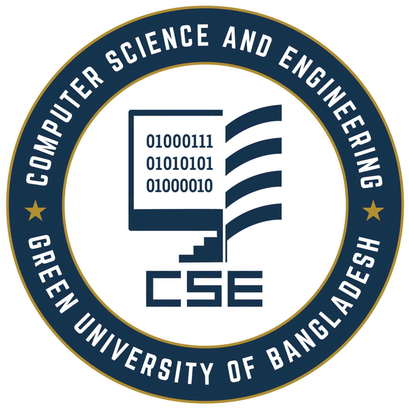 COMPUTER SCIENCE AND ENGINEERING
01000111
01010101
01000010
CSE
GREEN UNIVERSITY OF BANGLADESH